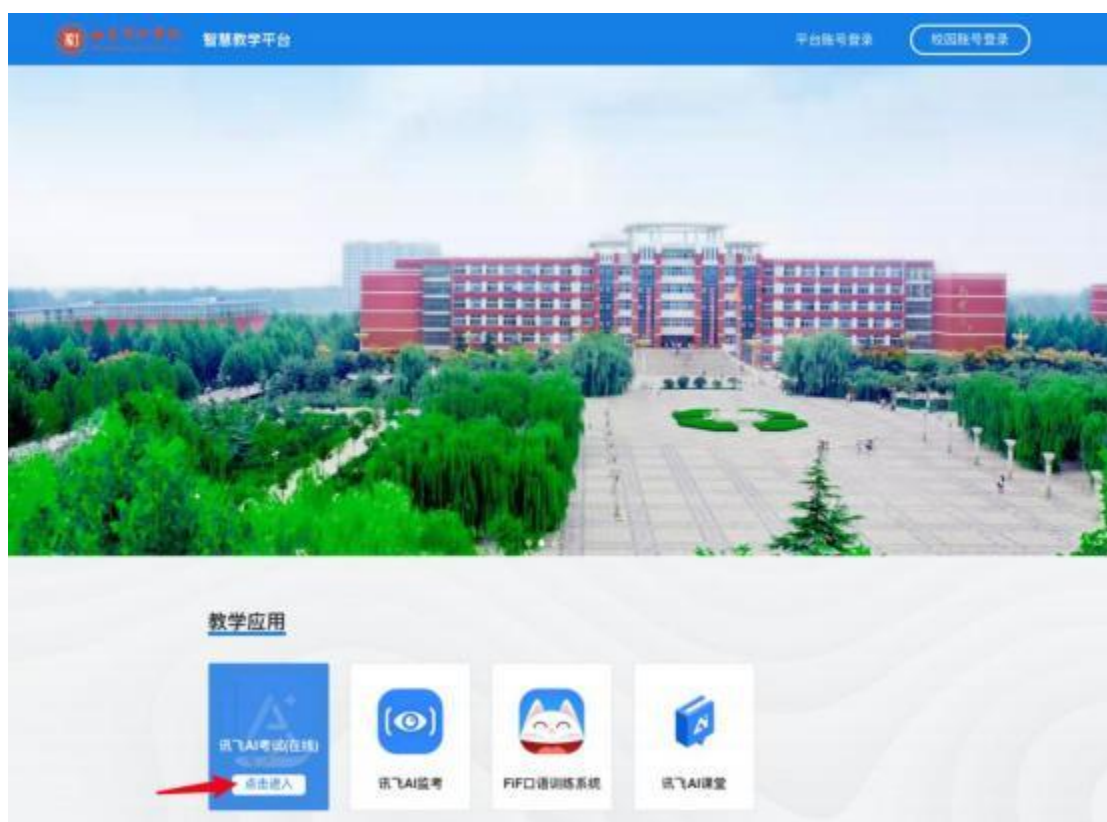 智慧教学平台
平台账号登录
校园账号登录
教学应用
讯飞AI考试(在线)
点击进入
讯飞AI监考
FiF口语训练系统
讯飞AI课堂